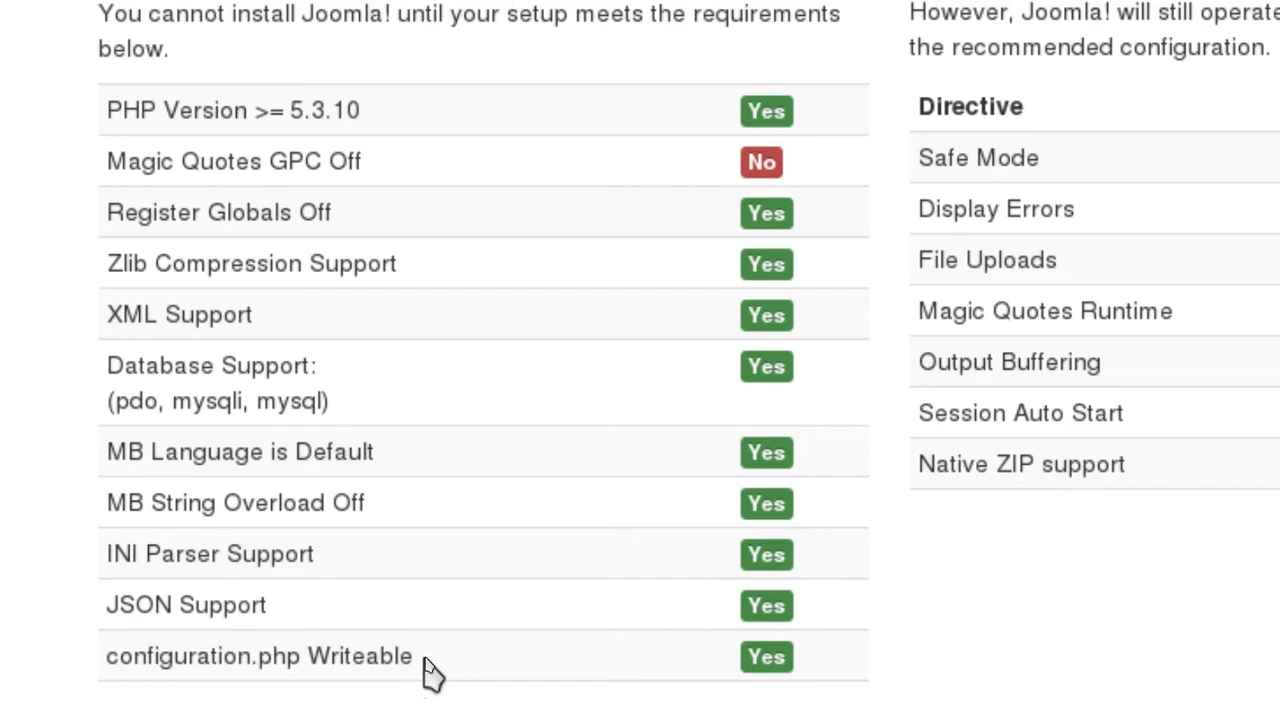 You cannot install Joomla! until your setup meets the requirements
below.
PHP Version >= 5.3.10 Yes
Magic Quotes GPC Off No
Register Globals Off Yes
Zlib Compression Support Yes
XML Support Yes
Database Support: Yes
(pdo, mysqli, mysql)
MB Language is Default Yes
MB String Overload Off Yes
INI Parser Support Yes
JSON Support Yes
configuration.php Writeable Yes
However, Joomla! will still operate
the recommended configuration.
Directive
Safe Mode
Display Errors
File Uploads
Magic Quotes Runtime
Output Buffering
Session Auto Start
Native ZIP support